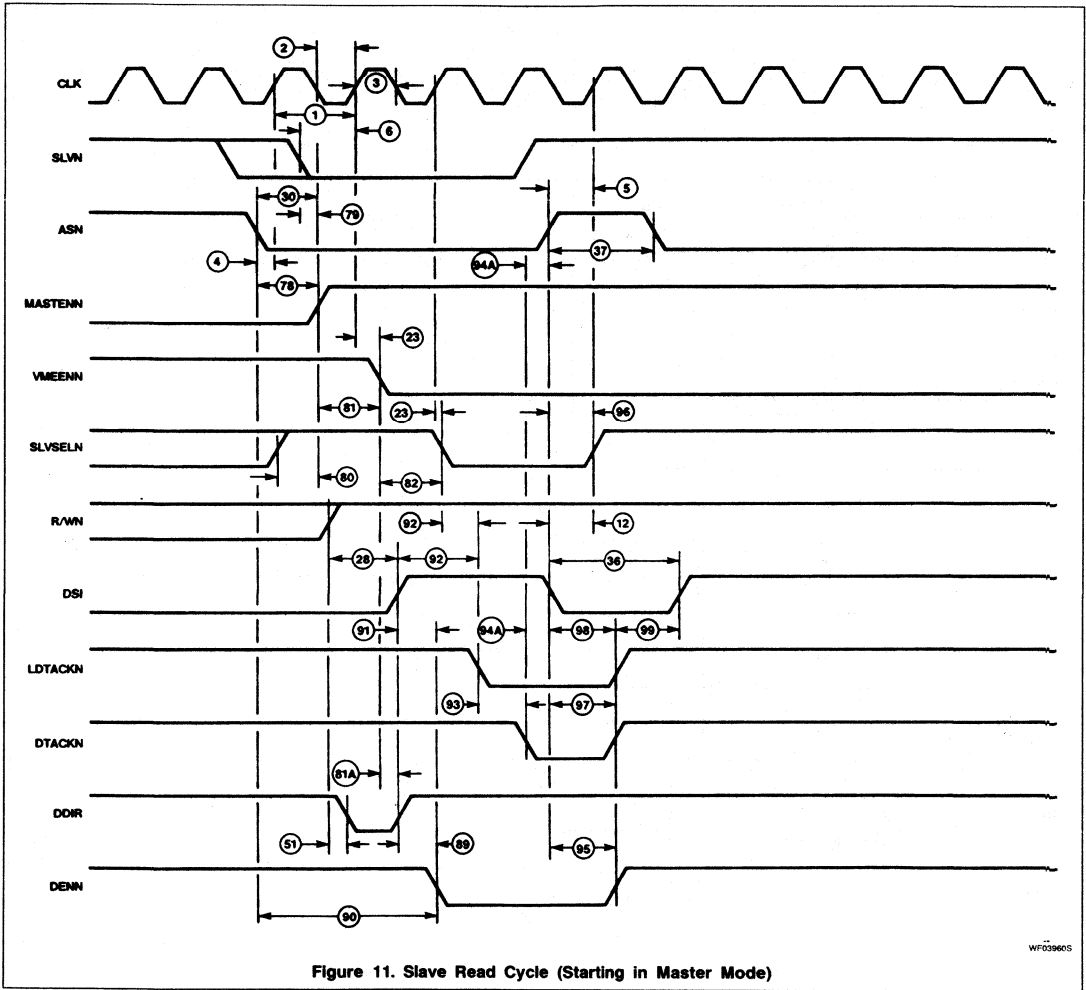 2
CLK
3
1
6
SLVN
5
30
79
ASN
37
4
94A
78
MASTENN
23
VMEENN
81
23
96
SLVSELN
80
82
R/WN
92
12
28
92
36
DSI
91
94A
98
99
LDTACKN
93
97
DTACKN
81A
DDIR
51
89
95
DENN
90
WF03960S
Figure 11. Slave Read Cycle (Starting in Master Mode)